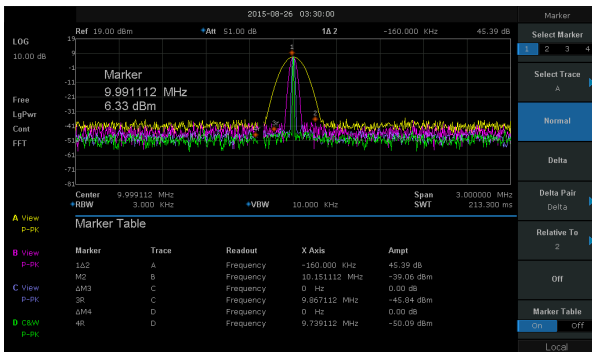 2015-08-26 03:30:00
Marker
LOG
Ref 19.00 dBm
*Att 51.00 dB
1Δ 2
-160.000 KHz
45.39 dB
Select Marker
1 2 3 4
10.00 dB
19
9
-1
-11
-21
-31
-41
-51
-61
-71
-81
Marker
9.991112 MHz
6.33 dBm
Select Trace
A
Free
LgPwr
Cont
FFT
Normal
Delta
Center 9.999112 MHz
Span 3.000000 MHz
*RBW 3.000 KHz
*VBW 10.000 KHz
SWT 213.300 ms
Delta Pair
Delta
A View
P-PK
Marker Table
Relative To
2
B View
P-PK
Marker Trace Readout X Axis Ampt
1Δ2 A Frequency -160.000 KHz 45.39 dB
M2 B Frequency 10.151112 MHz -39.06 dBm
ΔM3 C Frequency 0 Hz 0.00 dB
3R C Frequency 9.867112 MHz -45.84 dBm
ΔM4 D Frequency 0 Hz 0.00 dB
4R D Frequency 9.739112 MHz -50.09 dBm
Off
C View
P-PK
D C&W
P-PK
Marker Table
On Off
Local